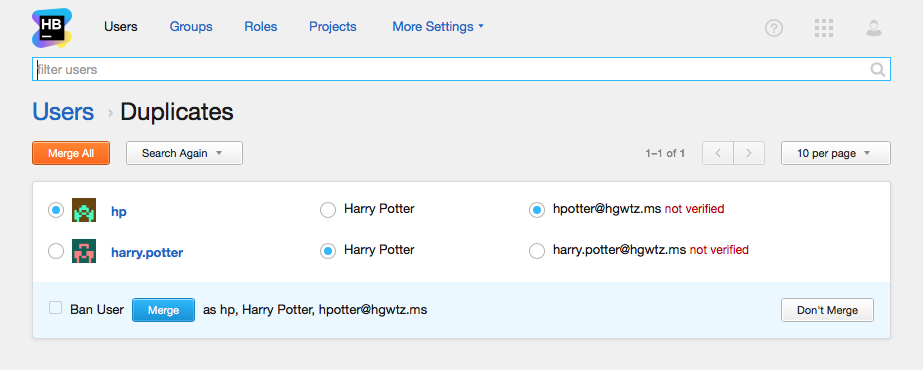 HB Users Groups Roles Projects More Settings ?
filter users
Users › Duplicates
Merge All Search Again 1–1 of 1 < > 10 per page
hp Harry Potter hpotter@hgwtz.ms not verified
harry.potter Harry Potter harry.potter@hgwtz.ms not verified
Ban User Merge as hp, Harry Potter, hpotter@hgwtz.ms Don't Merge